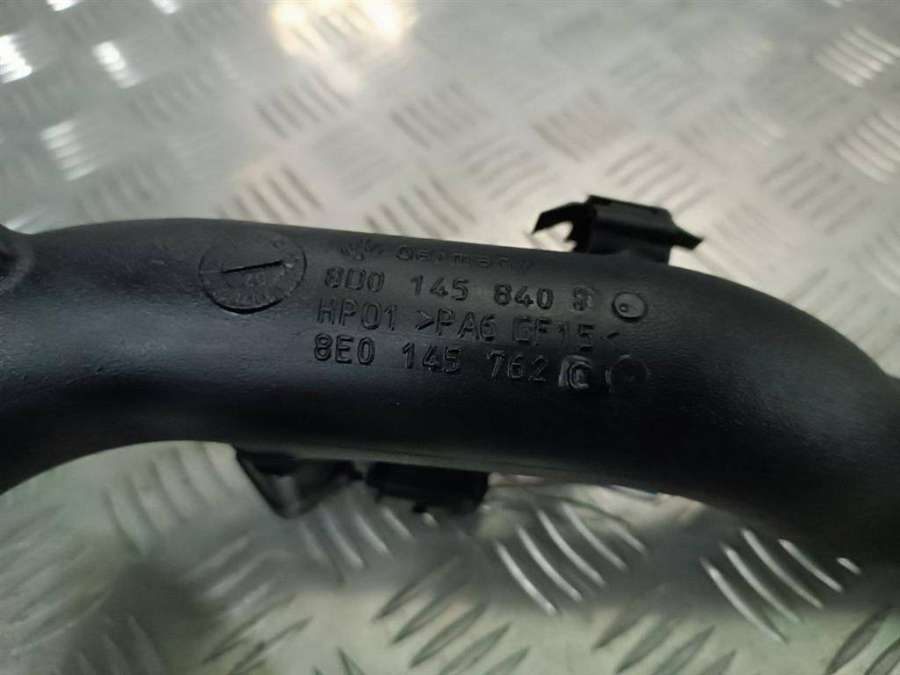 Germany
8D0 145 840 S
HP01 >PA6 GF15<
8E0 145 762 C